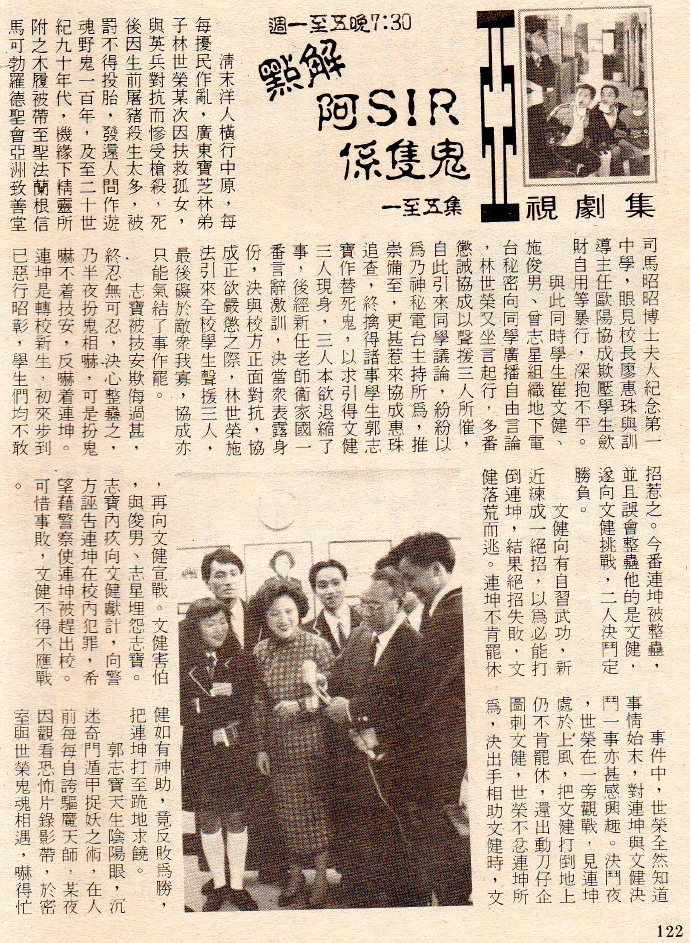 視劇集
週一至五晚7:30
點解
阿SIR
係隻鬼
一至五集
清末洋人橫行中原，每
每擾民作亂，廣東寶芝林弟
子林世榮某次因扶救孤女，
與英兵對抗而慘受槍殺，死
後因生前屠豬殺生太多，被
罰不得投胎，發還人間作遊
魂野鬼一百年，及至二十世
紀九十年代，機緣下精靈所
附之木履被帶至聖法蘭根信
馬可勃羅德聖會亞洲致善堂
司馬昭昭博士夫人紀念第一
中學，眼見校長廖惠珠與訓
導主任歐陽協成欺壓學生歛
財自用等暴行，深抱不平。
與此同時學生崔文健、
施俊男、曾志星組織地下電
台秘密向同學廣播自由言論
，林世榮又坐言起行，多番
懲誡協成以聲援三人所催，
自此引來同學議論，紛紛以
爲乃神秘電台主持所爲，推
崇備至，更甚惹來協成惠珠
追查，終擒得諸事學生郭志
寶作替死鬼，以求引得文健
三人現身，三人本欲退縮了
事，後經新任老師衞家國一
番言辭激訓，決當衆表露身
份，決與校方正面對抗，協
成正欲嚴懲之際，林世榮施
法引來全校學生聲援三人，
最後礙於敵衆我寡，協成亦
只能氣結了事作罷。
志寶被技安欺侮過甚，
終忍無可忍，決心整蠱之，
乃半夜扮鬼相嚇，可是扮鬼
嚇不着技安，反嚇着連坤。
連坤是轉校新生，初來步到
已惡行昭彰，學生們均不敢
招惹之。今番連坤被整蠱，
並且誤會整蠱他的是文健，
遂向文健挑戰，二人決鬥定
勝負。
文健向有自習武功，新
近練成一絕招，以爲必能打
倒連坤，結果絕招失敗，文
健落荒而逃。連坤不肯罷休
，再向文健宣戰。文健害怕
，與俊男、志星埋怨志寶。
志寶內疚向文健獻計，向警
方誣告連坤在校內犯罪，希
望藉警察使連坤被趕出校。
可惜事敗，文健不得不應戰
。
事件中，世榮全然知道
事情始末，對連坤與文健決
鬥一事亦甚感興趣。決鬥夜
，世榮在一旁觀戰，見連坤
處於上風，把文健打倒地上
仍不肯罷休，還出動刀仔企
圖刺文健，世榮不忿連坤所
爲，決出手相助文健時，文
健如有神助，竟反敗爲勝，
把連坤打至跪地求饒。
郭志寶天生陰陽眼，沉
迷奇門遁甲捉妖之術，在人
前每每自誇驅魔天師，某夜
因觀看恐怖片錄影帶，於密
室與世榮鬼魂相遇，嚇得忙
122